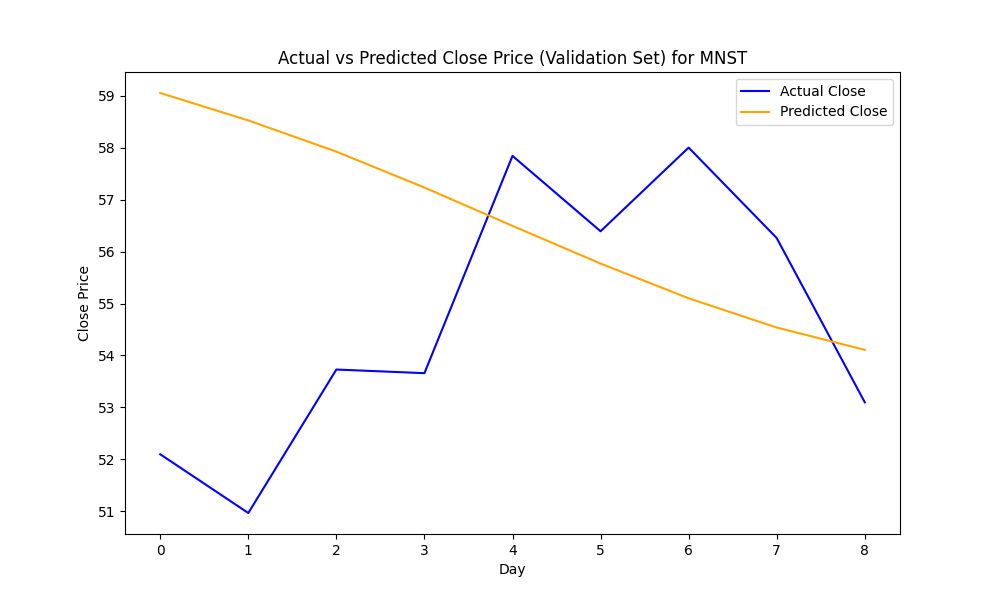 Actual vs Predicted Close Price (Validation Set) for MNST
Actual Close
Predicted Close
59
58
57
56
55
54
53
52
51
Close Price
0 1 2 3 4 5 6 7 8
Day